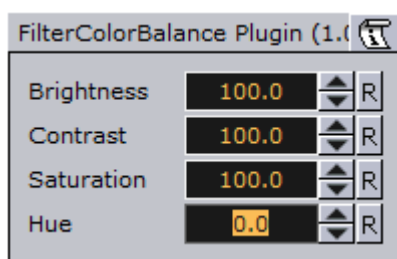 FilterColorBalance Plugin (1.0
Brightness 100.0 R
Contrast 100.0 R
Saturation 100.0 R
Hue 0.0 R